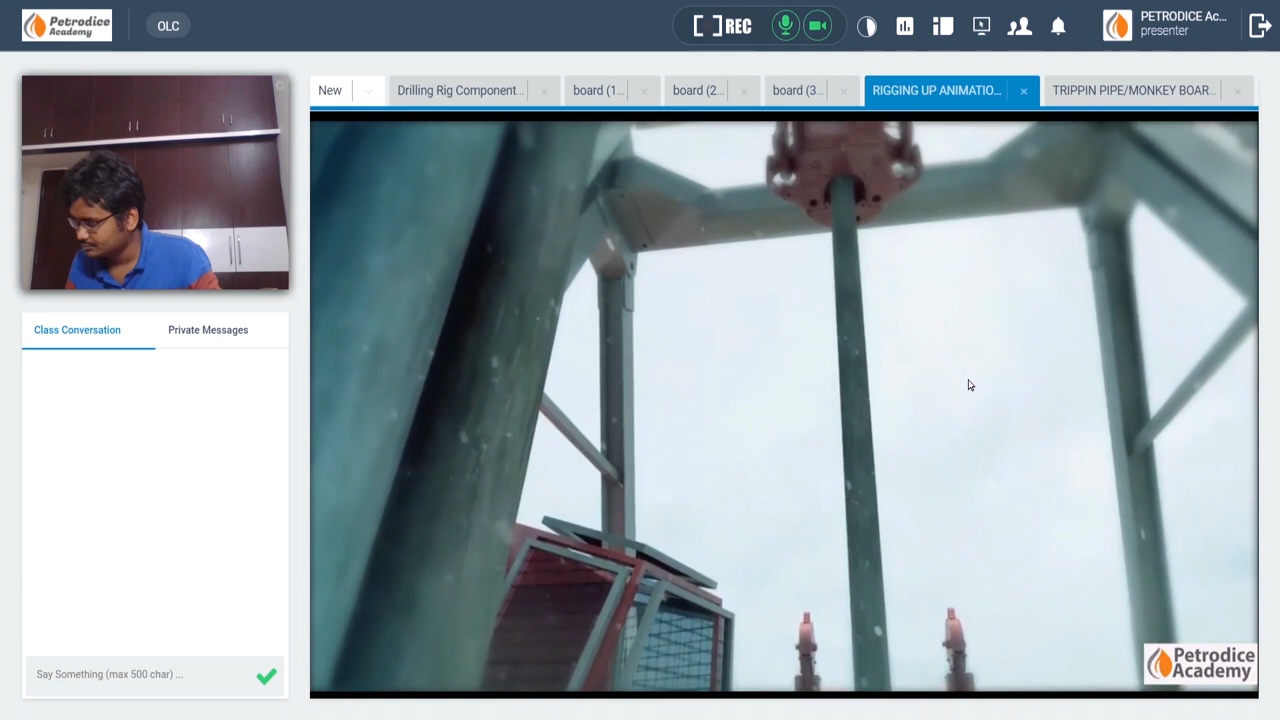 Petrodice
Academy
OLC
REC
PETRODICE Ac...
presenter
New
Drilling Rig Component...
board (1...
board (2...
board (3...
RIGGING UP ANIMATIO...
TRIPPIN PIPE/MONKEY BOAR...
Class Conversation
Private Messages
Say Something (max 500 char) ...
Petrodice
Academy